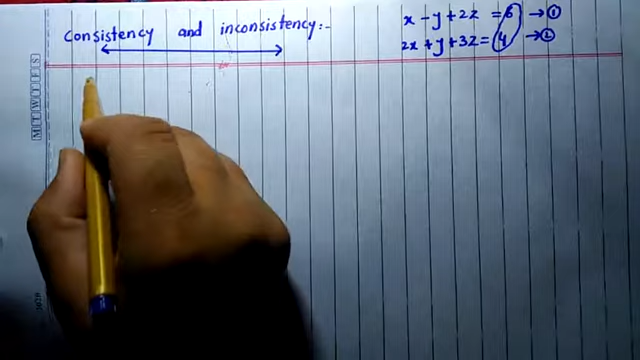 Consistency and inconsistency:-
x - y + 2z = 6 → ①
2x + y + 3z = 4 → ②
M T W T F S